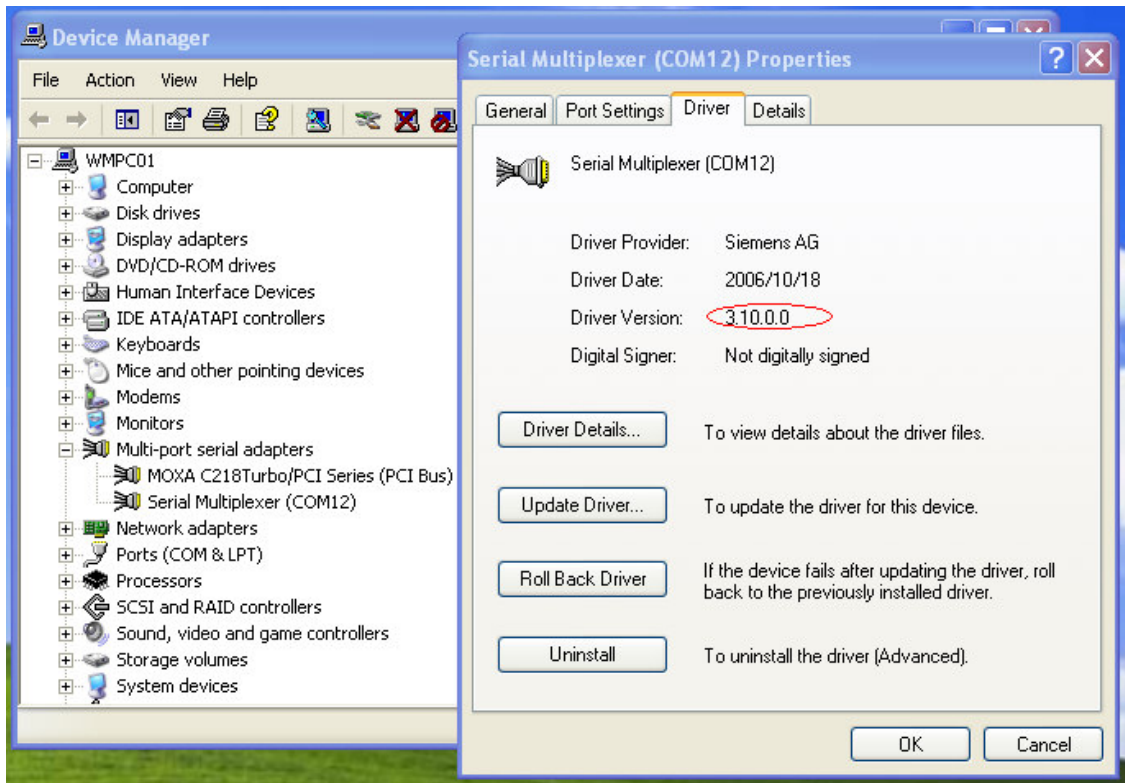 Device Manager
File Action View Help
WMPC01
Computer
Disk drives
Display adapters
DVD/CD-ROM drives
Human Interface Devices
IDE ATA/ATAPI controllers
Keyboards
Mice and other pointing devices
Modems
Monitors
Multi-port serial adapters
MOXA C218Turbo/PCI Series (PCI Bus)
Serial Multiplexer (COM12)
Network adapters
Ports (COM & LPT)
Processors
SCSI and RAID controllers
Sound, video and game controllers
Storage volumes
System devices
Serial Multiplexer (COM12) Properties
General Port Settings Driver Details
Serial Multiplexer (COM12)
Driver Provider: Siemens AG
Driver Date: 2006/10/18
Driver Version: 3.10.0.0
Digital Signer: Not digitally signed
Driver Details... To view details about the driver files.
Update Driver... To update the driver for this device.
Roll Back Driver If the device fails after updating the driver, roll
back to the previously installed driver.
Uninstall To uninstall the driver (Advanced).
OK Cancel